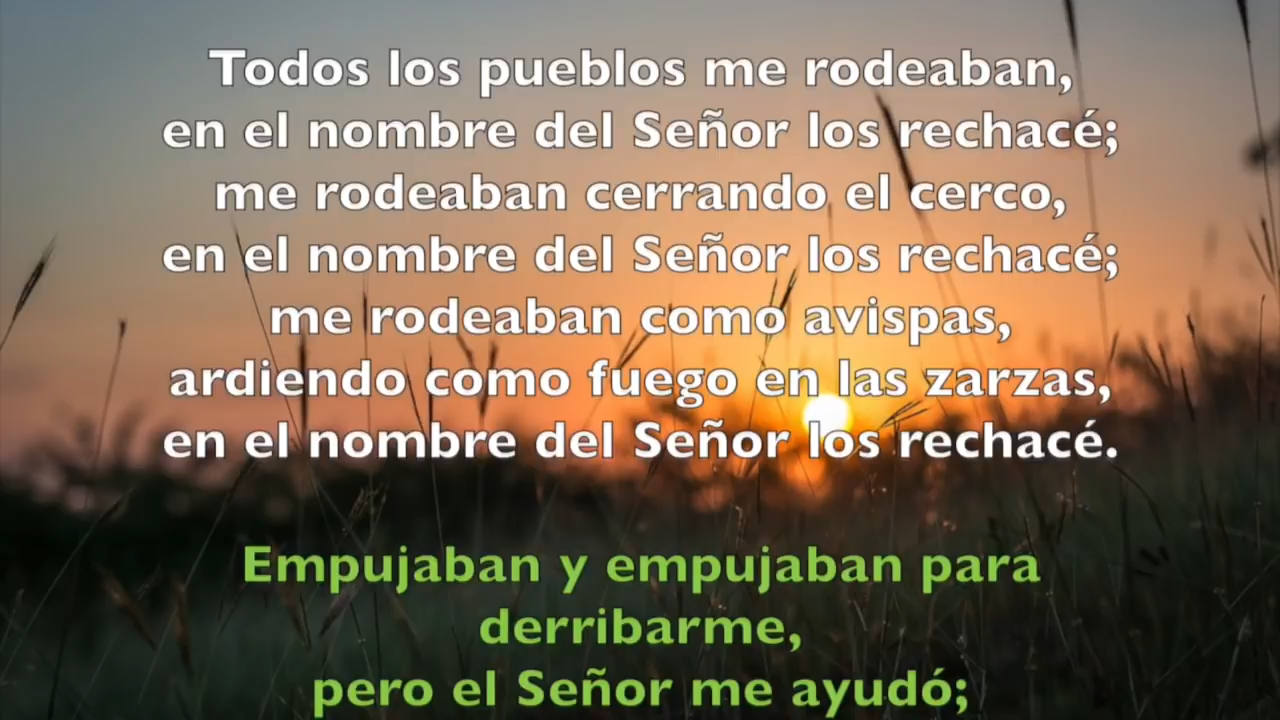 Todos los pueblos me rodeaban,
en el nombre del Señor los rechacé;
me rodeaban cerrando el cerco,
en el nombre del Señor los rechacé;
me rodeaban como avispas,
ardiendo como fuego en las zarzas,
en el nombre del Señor los rechacé.
Empujaban y empujaban para
derribarme,
pero el Señor me ayudó;